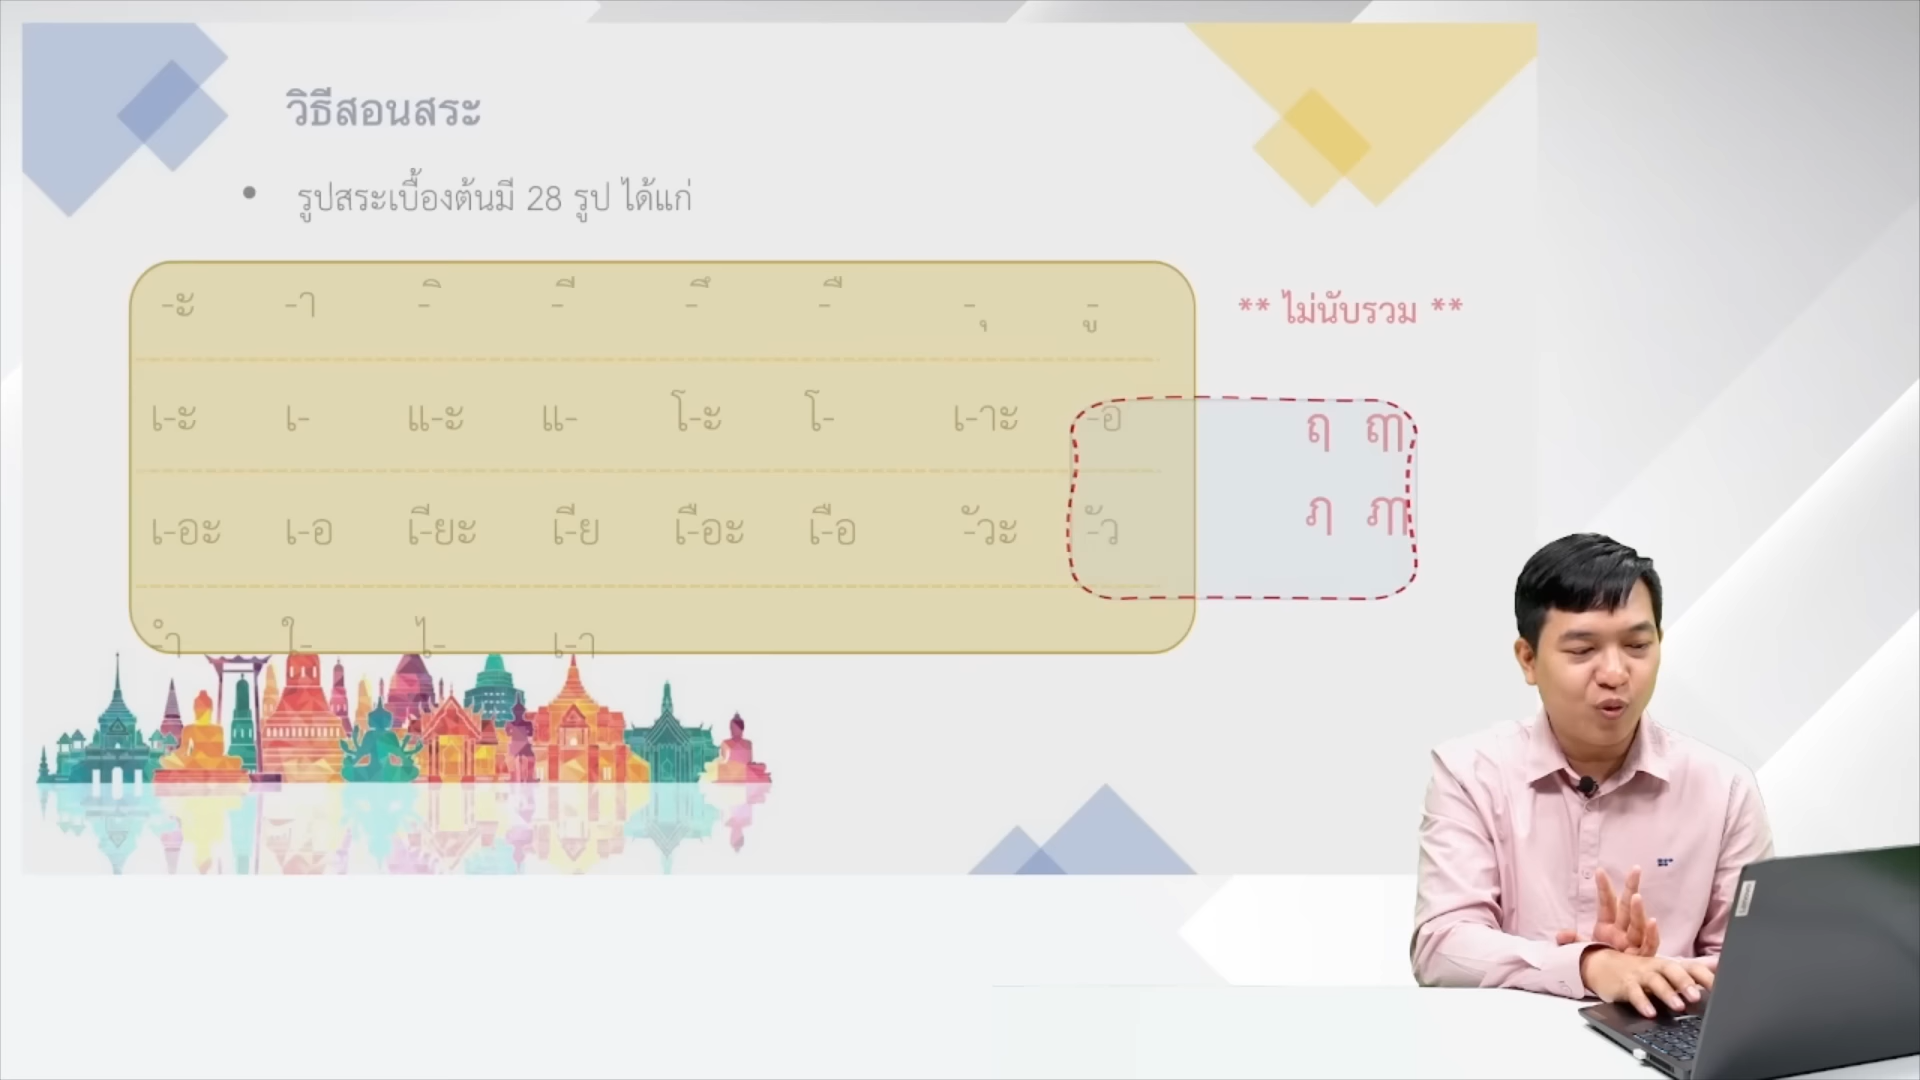 วิธีสอนสระ
• รูปสระเบื้องต้นมี 28 รูป ได้แก่
-ะ -า -ิ -ี -ึ -ื -ุ -ู
** ไม่นับรวม **
เ-ะ เ- แ-ะ แ- โ-ะ โ- เ-าะ -อ
ฤ ฤๅ
เ-อะ เ-อ เ-ียะ เ-ีย เ-ือะ เ-ือ -ัวะ -ัว
ฦ ฦๅ
-ำ ใ- ไ- เ-า